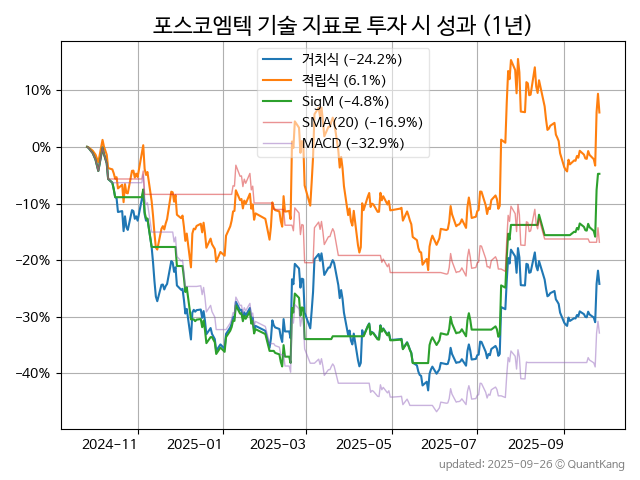 포스코엠텍 기술 지표로 투자 시 성과 (1년)
거치식 (−24.2%)
적립식 (6.1%)
SigM (−4.8%)
SMA(20) (−16.9%)
MACD (−32.9%)
10%
0%
−10%
−20%
−30%
−40%
2024-11 2025-01 2025-03 2025-05 2025-07 2025-09
updated: 2025-09-26 © QuantKang